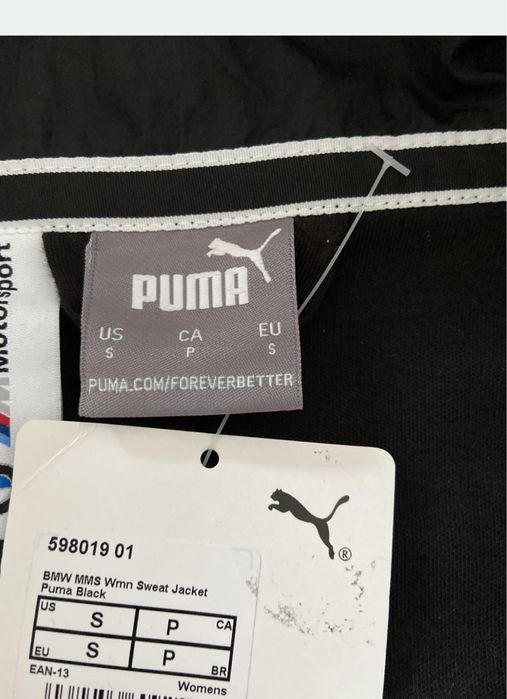 Motorsport
PUMA
US CA EU
S P S
PUMA.COM/FOREVERBETTER
®
598019 01
BMW MMS Wmn Sweat Jacket
Puma Black
US S P CA
EU S P BR
EAN-13
Womens